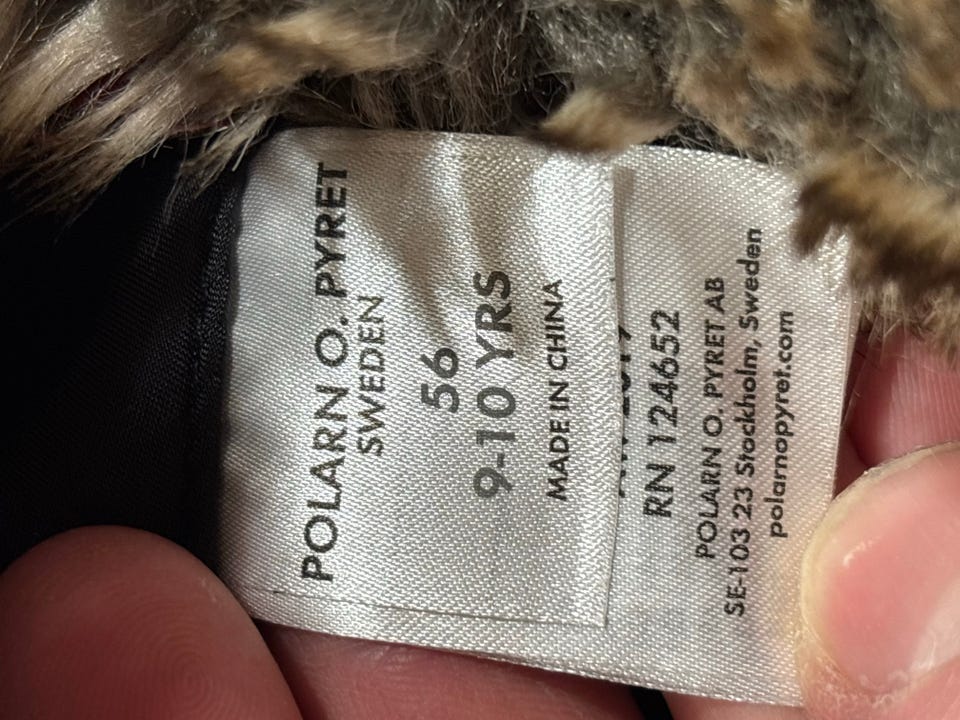 POLARN O. PYRET
SWEDEN
56
9-10 YRS
MADE IN CHINA
RN 124652
POLARN O. PYRET AB
SE-103 23 Stockholm, Sweden
polarnopyret.com